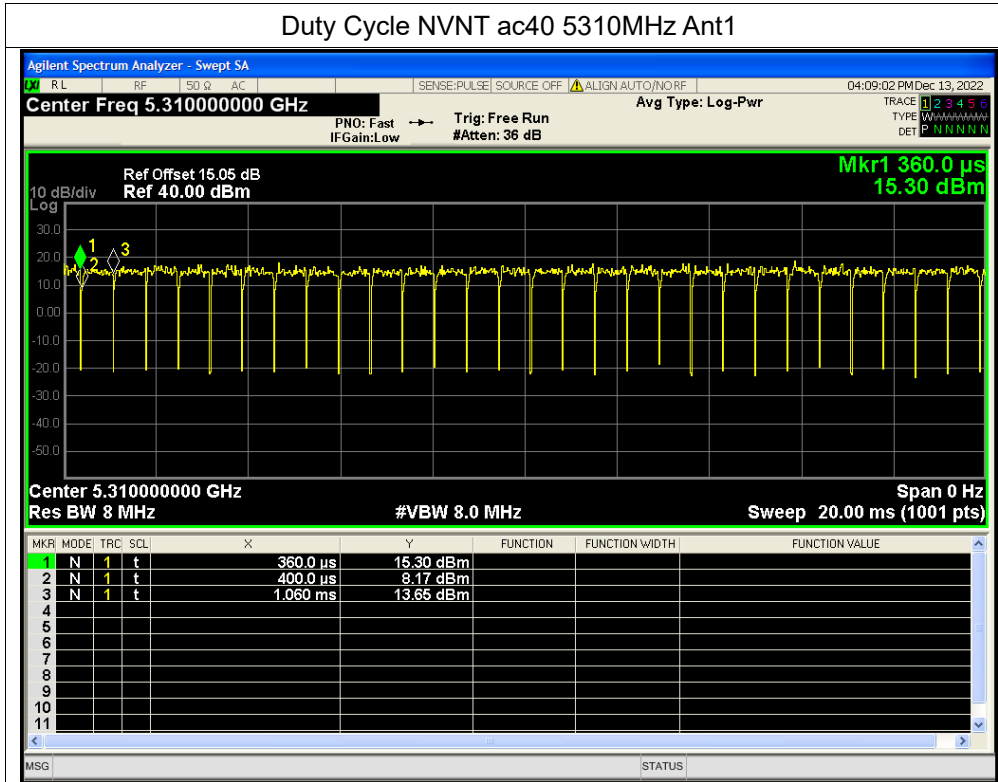 Duty Cycle NVNT ac40 5310MHz Ant1
Agilent Spectrum Analyzer - Swept SA
LXI RL RF 50 Ω AC SENSE:PULSE SOURCE OFF ALIGN AUTO/NO RF 04:09:02 PM Dec 13, 2022
Center Freq 5.310000000 GHz Avg Type: Log-Pwr TRACE 1 2 3 4 5 6
PNO: Fast Trig: Free Run TYPE W
IFGain:Low #Atten: 36 dB DET P N N N N N
Mkr1 360.0 µs
Ref Offset 15.05 dB
10 dB/div Ref 40.00 dBm 15.30 dBm
Log
30.0
20.0
10.0
0.00
-10.0
-20.0
-30.0
-40.0
-50.0
1
2
3
Center 5.310000000 GHz Span 0 Hz
Res BW 8 MHz #VBW 8.0 MHz Sweep 20.00 ms (1001 pts)
MKR MODE TRC SCL X Y FUNCTION FUNCTION WIDTH FUNCTION VALUE
1 N 1 t 360.0 µs 15.30 dBm
2 N 1 t 400.0 µs 8.17 dBm
3 N 1 t 1.060 ms 13.65 dBm
4
5
6
7
8
9
10
11
MSG STATUS